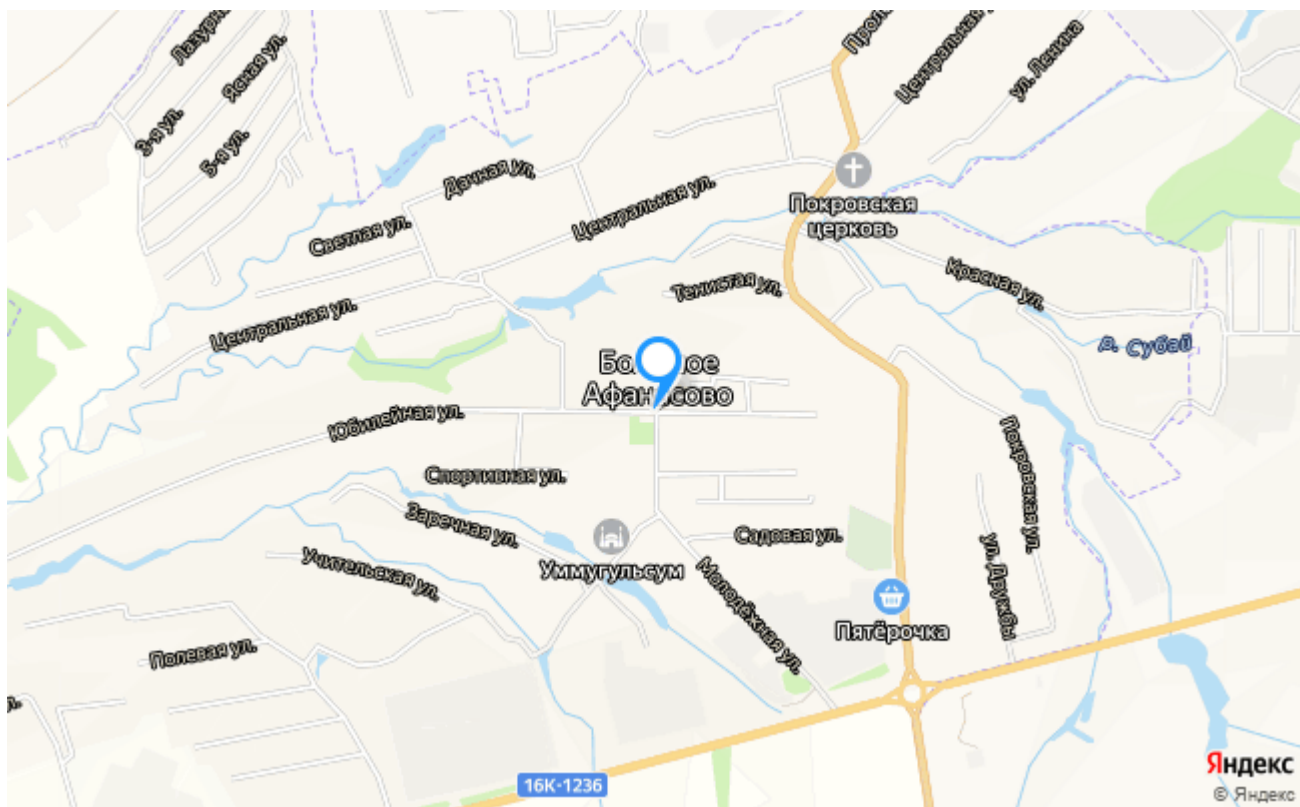 Лазурн
Ясная ул.
3-я ул.
5-я ул.
Проле
Центральная
ул. Ленина
Дачная ул.
Светлая ул.
Центральная ул.
Покровская
церковь
Центральная ул.
Тенистая ул.
Красная ул.
р. Субай
Афанасово
Юбилейная ул.
Спортивная ул.
Заречная ул.
Учительская ул.
Уммугульсум
Садовая ул.
Молодёжная ул.
Покровская ул.
ул. Дружбы
Пятёрочка
Полевая ул.
л.
16К-1236
Яндекс
© Яндекс